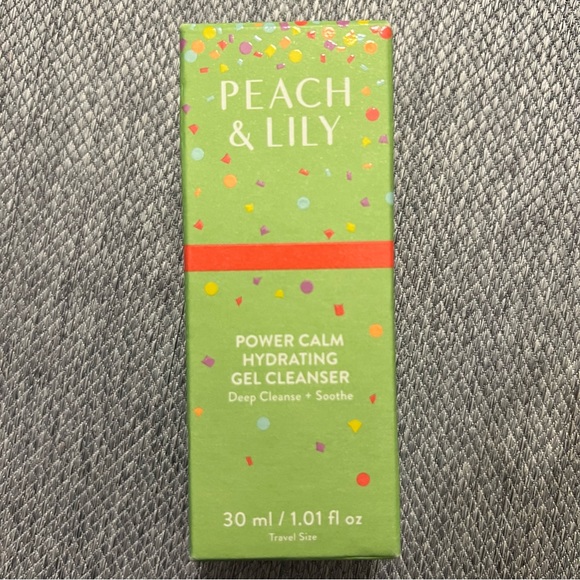 PEACH
& LILY
POWER CALM
HYDRATING
GEL CLEANSER
Deep Cleanse + Soothe
30 ml / 1.01 fl oz
Travel Size